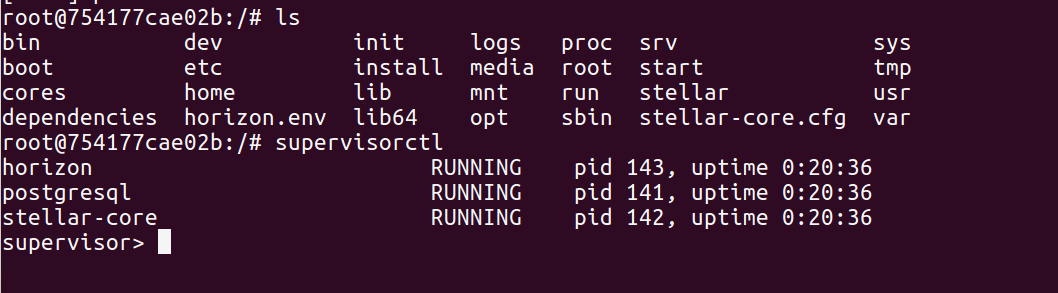 root@754177cae02b:/# ls
bin dev init logs proc srv sys
boot etc install media root start tmp
cores home lib mnt run stellar usr
dependencies horizon.env lib64 opt sbin stellar-core.cfg var
root@754177cae02b:/# supervisorctl
horizon RUNNING pid 143, uptime 0:20:36
postgresql RUNNING pid 141, uptime 0:20:36
stellar-core RUNNING pid 142, uptime 0:20:36
supervisor>